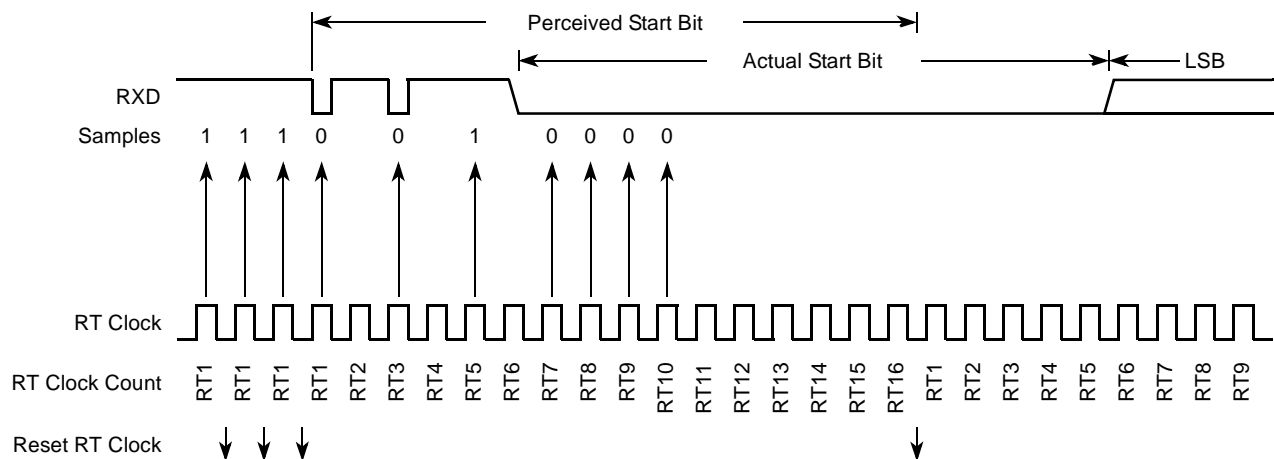 Perceived Start Bit
Actual Start Bit
LSB
RXD
Samples 1 1 1 0 0 1 0 0 0 0
RT Clock
RT Clock Count RT1 RT1 RT1 RT1 RT2 RT3 RT4 RT5 RT6 RT7 RT8 RT9 RT10 RT11 RT12 RT13 RT14 RT15 RT16 RT1 RT2 RT3 RT4 RT5 RT6 RT7 RT8 RT9
Reset RT Clock